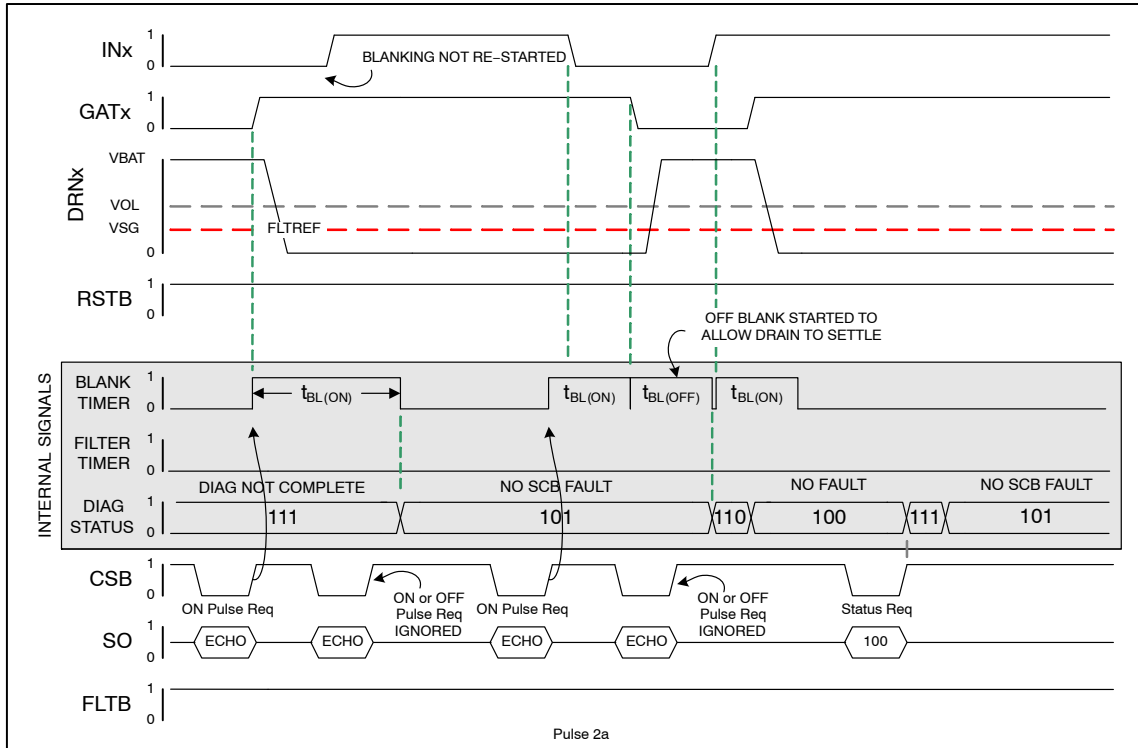 INx
1
0
BLANKING NOT RE−STARTED
GATx
1
0
DRNx
VBAT
VOL
VSG
0
FLTREF
RSTB
1
0
OFF BLANK STARTED TO
ALLOW DRAIN TO SETTLE
INTERNAL SIGNALS
BLANK
TIMER
1
0
tBL(ON)
tBL(ON)
tBL(OFF)
tBL(ON)
FILTER
TIMER
1
0
DIAG NOT COMPLETE
NO SCB FAULT
NO FAULT
NO SCB FAULT
DIAG
STATUS
1
0
111
101
110
100
111
101
CSB
1
0
ON Pulse Req
ON or OFF
Pulse Req
IGNORED
ON Pulse Req
ON or OFF
Pulse Req
IGNORED
Status Req
SO
1
0
ECHO
ECHO
ECHO
ECHO
100
FLTB
1
0
Pulse 2a